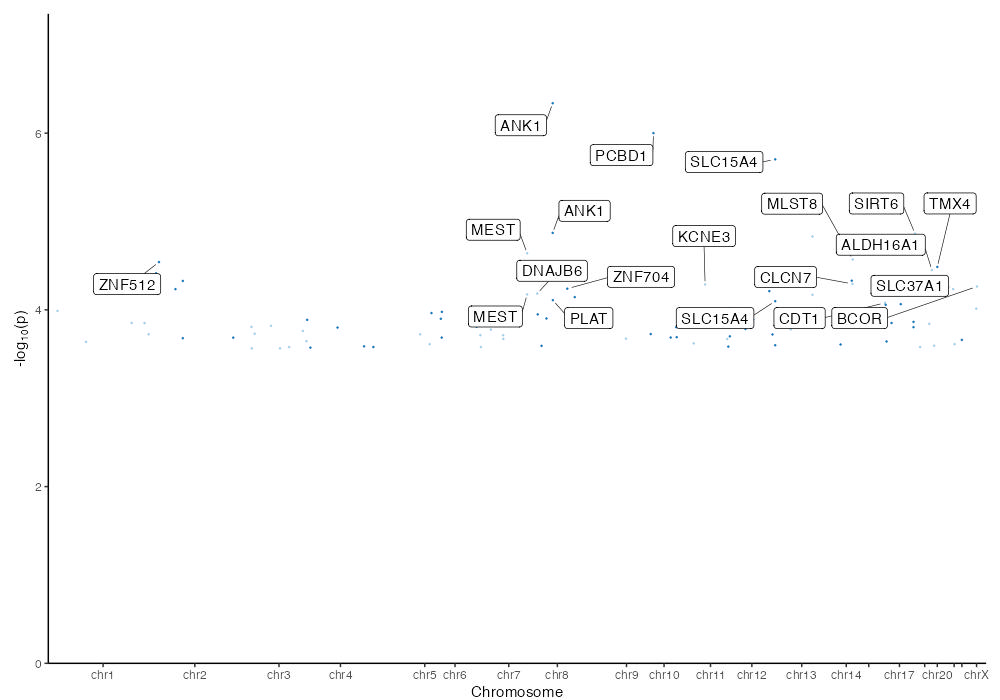 6
ANK1
PCBD1
SLC15A4
MLST8
SIRT6
TMX4
ANK1
MEST
KCNE3
ALDH16A1
DNAJB6
ZNF704
CLCN7
ZNF512
SLC37A1
4
MEST
PLAT
SLC15A4
CDT1
BCOR
-log10(p)
2
0
chr1 chr2 chr3 chr4 chr5 chr6 chr7 chr8 chr9 chr10 chr11 chr12 chr13 chr14 chr17 chr20 chrX
Chromosome